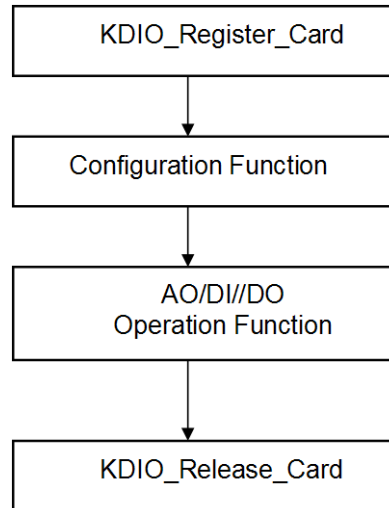 KDIO_Register_Card
Configuration Function
AO/DI//DO
Operation Function
KDIO_Release_Card